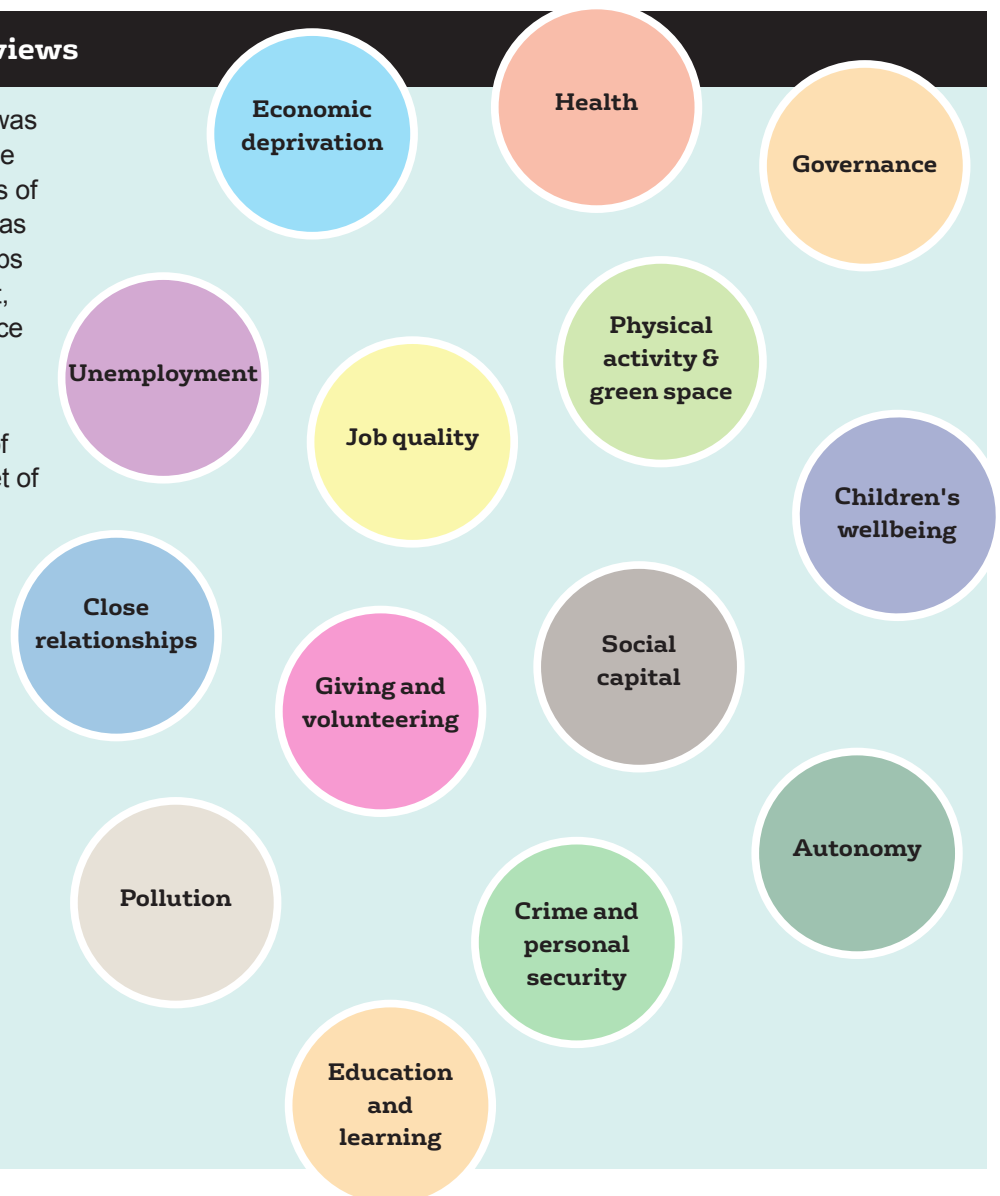 views
was
e
s of
as
ps
t,
ce
of
et of
Economic
deprivation
Health
Governance
Unemployment
Job quality
Physical
activity &
green space
Children's
wellbeing
Close
relationships
Giving and
volunteering
Social
capital
Pollution
Crime and
personal
security
Autonomy
Education
and
learning